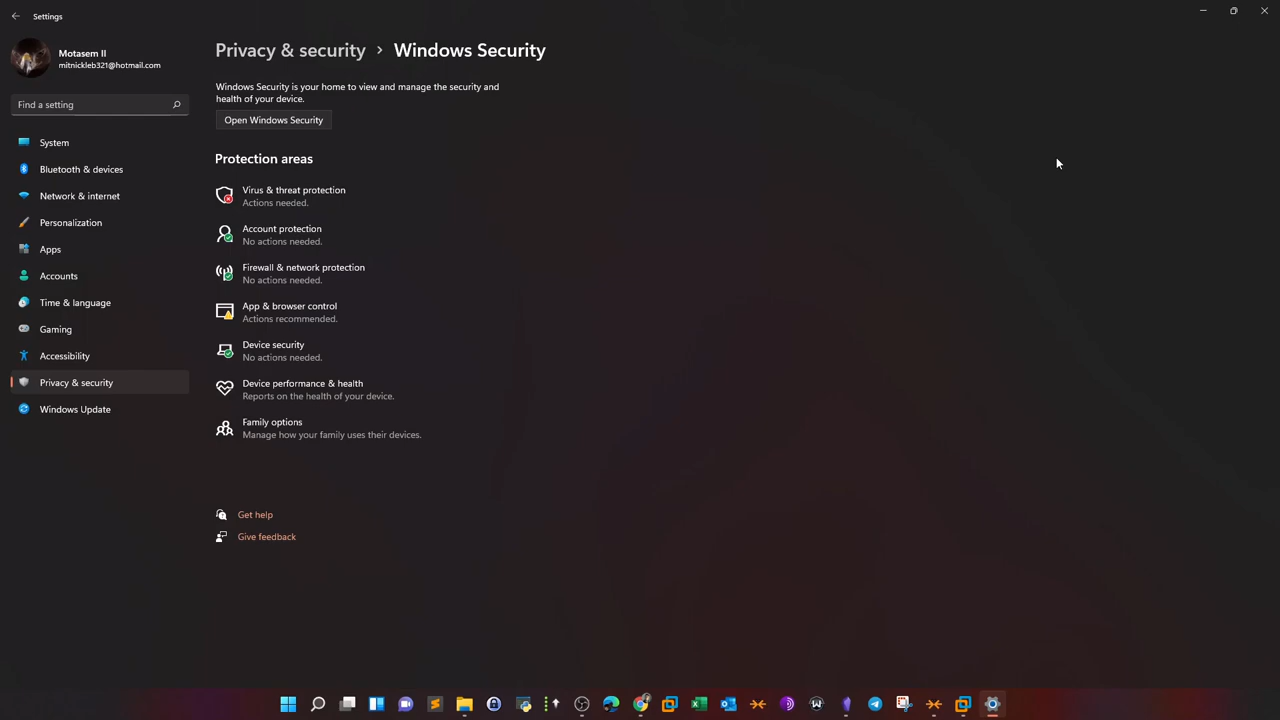 Settings
Motasem II
mitnickleb321@hotmail.com
Find a setting
System
Bluetooth & devices
Network & internet
Personalization
Apps
Accounts
Time & language
Gaming
Accessibility
Privacy & security
Windows Update
Privacy & security > Windows Security
Windows Security is your home to view and manage the security and
health of your device.
Open Windows Security
Protection areas
Virus & threat protection
Actions needed.
Account protection
No actions needed.
Firewall & network protection
No actions needed.
App & browser control
Actions recommended.
Device security
No actions needed.
Device performance & health
Reports on the health of your device.
Family options
Manage how your family uses their devices.
Get help
Give feedback